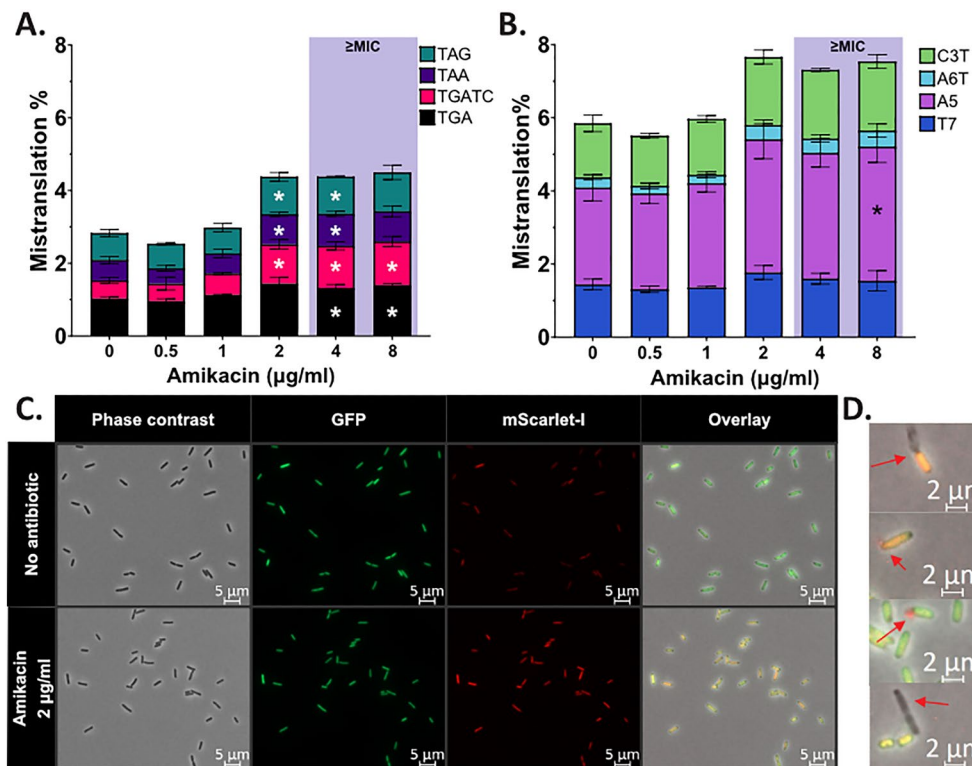 A.
8
6
4
2
0
Mistranslation %
≥MIC
TAG
TAA
TGATC
TGA
* * *
* * * *
* *
0 0.5 1 2 4 8
Amikacin (µg/ml)
B.
8
6
4
2
0
Mistranslation %
≥MIC
C3T
A6T
A5
T7
*
0 0.5 1 2 4 8
Amikacin (µg/ml)
C.
Phase contrast GFP mScarlet-I Overlay
No antibiotic
5 µm 5 µm 5 µm 5 µm
Amikacin
2 µg/ml
5 µm 5 µm 5 µm 5 µm
D.
2 µm
2 µm
2 µm
2 µm